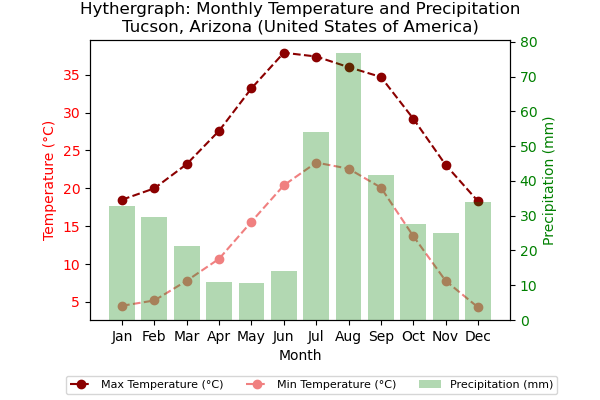 Hythergraph: Monthly Temperature and Precipitation
Tucson, Arizona (United States of America)
Temperature (°C)
35
30
25
20
15
10
5
80
70
60
50
40
30
20
10
0
Precipitation (mm)
Jan Feb Mar Apr May Jun Jul Aug Sep Oct Nov Dec
Month
Max Temperature (°C) Min Temperature (°C) Precipitation (mm)